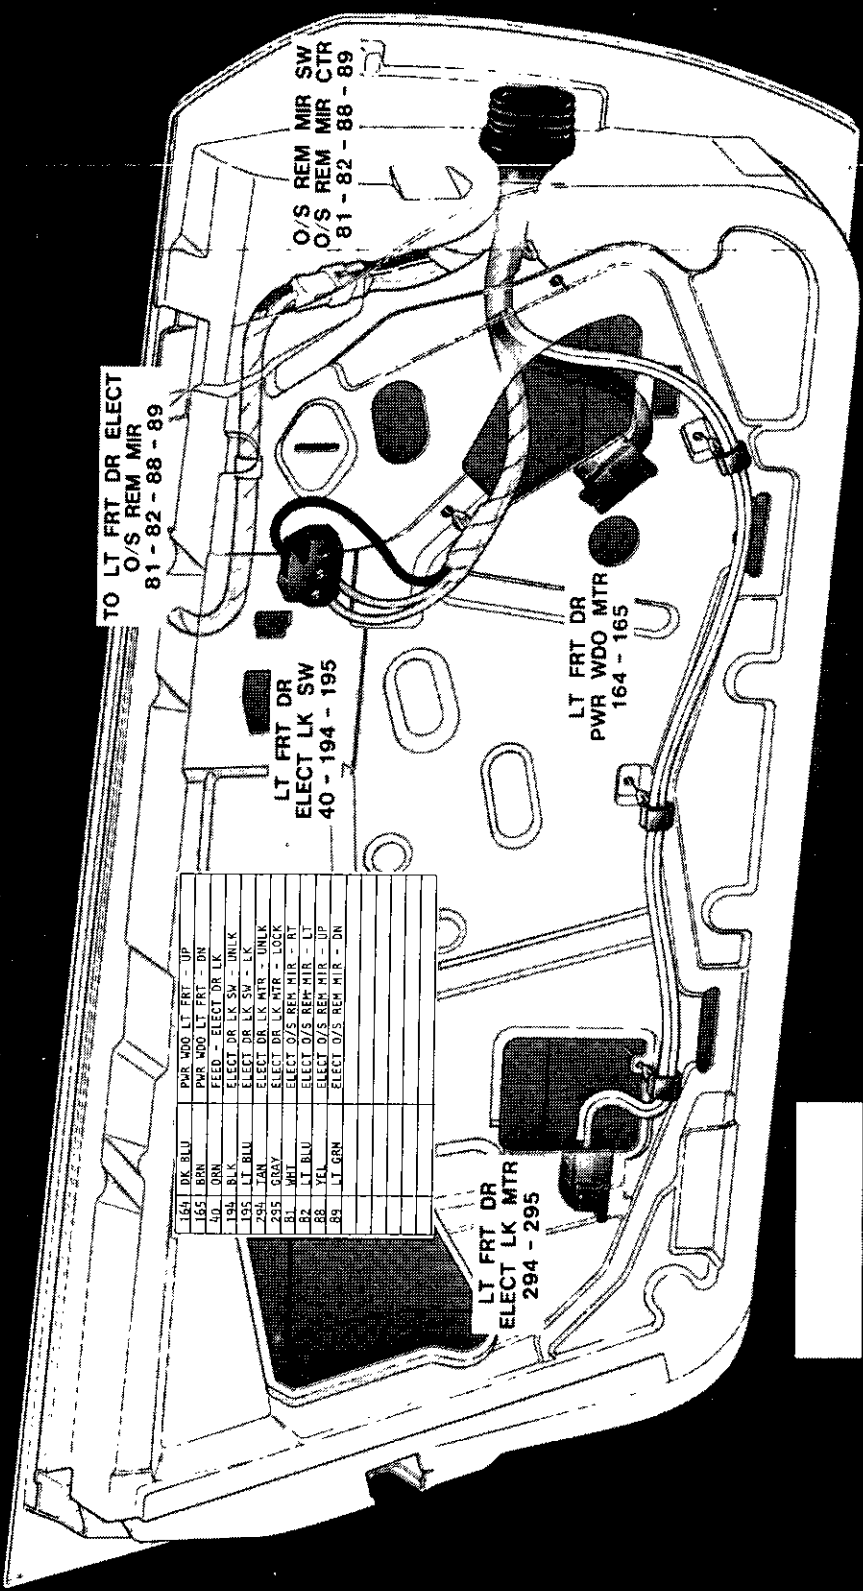 O/S REM MIR SW
O/S REM MIR CTR
81 - 82 - 88 - 89
TO LT FRT DR ELECT
O/S REM MIR
81 - 82 - 88 - 89
LT FRT DR
ELECT LK SW
40 - 194 - 195
LT FRT DR
PWR WDO MTR
164 - 165
164 DK BLU PWR WDO LT FRT - UP
165 BRN PWR WDO LT FRT - DN
40 ORN FEED - ELECT DR LK
194 BLK ELECT DR LK SW - UNLK
195 LT BLU ELECT DR LK SW - LK
294 TAN ELECT DR LK MTR - UNLK
295 GRAY ELECT DR LK MTR - LOCK
81 WHT ELECT O/S REM MIR - RT
82 LT BLU ELECT O/S REM MIR - LT
88 YEL ELECT O/S REM MIR - UP
89 LT GRN ELECT O/S REM MIR - DN
LT FRT DR
ELECT LK MTR
294 - 295